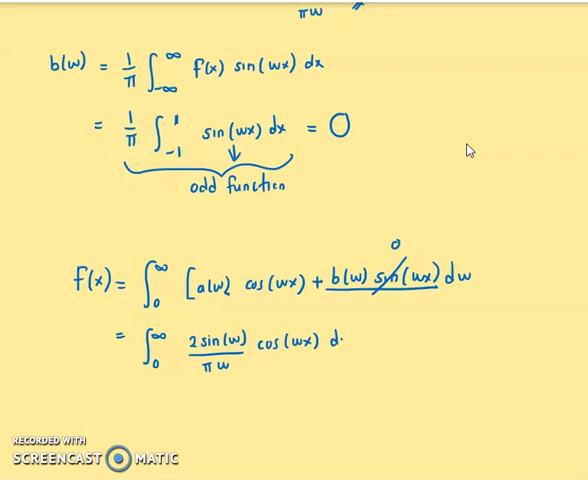 πw
b(w) = 1/π ∫_{-∞}^{∞} f(x) sin(wx) dx
= 1/π ∫_{-1}^{1} sin(wx) dx = 0
odd function
0
f(x) = ∫_0^∞ [a(w) cos(wx) + b(w) sin(wx) dw
= ∫_0^∞ 2 sin(w)/πw cos(wx) d
RECORDED WITH
SCREENCAST MATIC